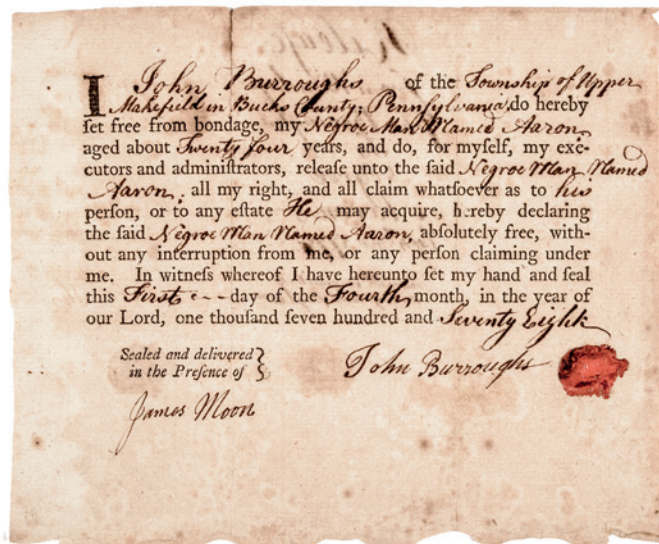 I John Burroughs of the Township of Upper
Makefield in Bucks County, Pennsylvania, do hereby
ſet free from bondage, my Negroe Man Named Aaron
aged about Twenty four years, and do, for myſelf, my exe-
cutors and adminiſtrators, releaſe unto the ſaid Negroe Man Named
Aaron, all my right, and all claim whatſoever as to his
perſon, or to any eſtate He may acquire, hereby declaring
the ſaid Negroe Man Named Aaron, abſolutely free, with-
out any interruption from me, or any perſon claiming under
me. In witneſs whereof I have hereunto ſet my hand and ſeal
this First day of the Fourth month, in the year of
our Lord, one thouſand ſeven hundred and Seventy Eight
Sealed and delivered
in the Preſence of
John Burroughs
James Moon